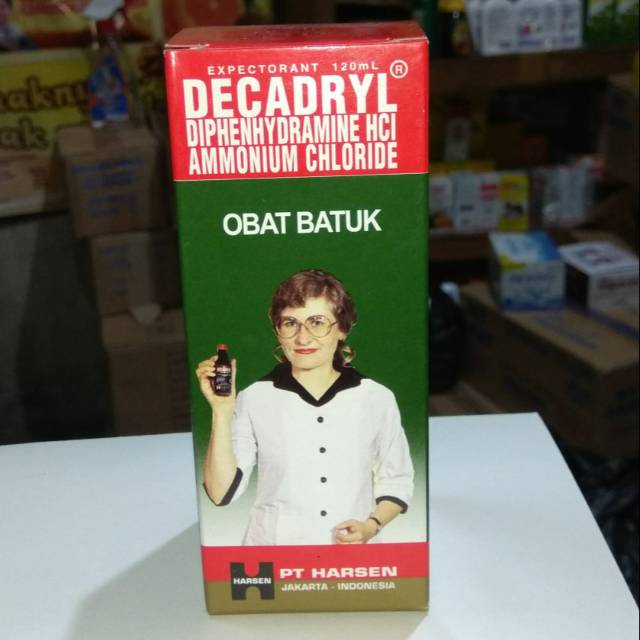 EXPECTORANT 120mL
DECADRYL®
DIPHENHYDRAMINE HCl
AMMONIUM CHLORIDE
OBAT BATUK
HARSEN
PT HARSEN
JAKARTA - INDONESIA